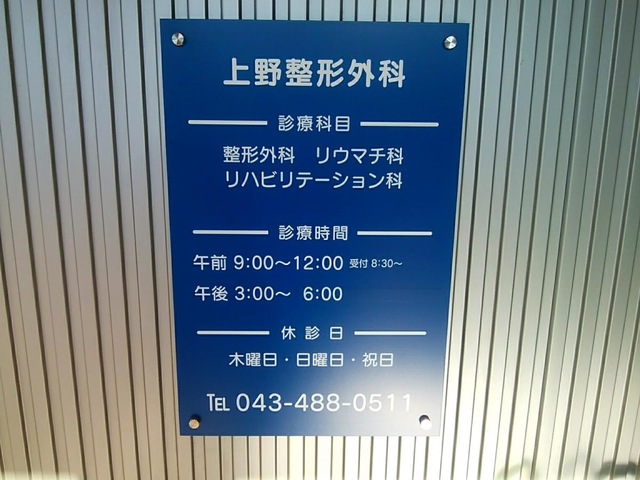 上野整形外科
診療科目
整形外科　リウマチ科
リハビリテーション科
診療時間
午前 9:00〜12:00 受付 8:30〜
午後 3:00〜 6:00
休診日
木曜日・日曜日・祝日
TEL 043-488-0511